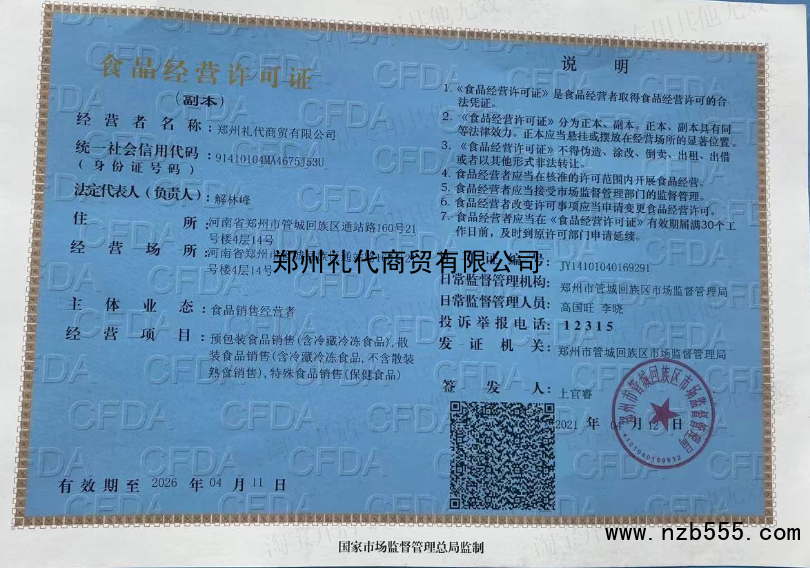 食品经营许可证
(副本)
经营者名称:郑州礼代商贸有限公司
统一社会信用代码:91410104MA4675J53U
(身份证号码)
法定代表人(负责人):解林峰
住所:河南省郑州市管城回族区通站路160号21
号楼4层14号
经营场所:河南省郑州市
号楼4层14号
主体业态:食品销售经营者
经营项目:预包装食品销售(含冷藏冷冻食品),散
装食品销售(含冷藏冷冻食品,不含散装
熟食销售),特殊食品销售(保健食品)
有效期至 2026 年 04 月 11 日
说明
1.《食品经营许可证》是食品经营者取得食品经营许可的合
法凭证。
2.《食品经营许可证》分为正本、副本。正本、副本具有同
等法律效力。正本应当悬挂或摆放在经营场所的显著位置。
3.《食品经营许可证》不得伪造、涂改、倒卖、出租、出借
或者以其他形式非法转让。
4.食品经营者应当在核准的许可范围内开展食品经营。
5.食品经营者应当接受市场监督管理部门的监督管理。
6.食品经营者改变许可事项应当申请变更食品经营许可。
7.食品经营者应当在《食品经营许可证》有效期届满30个工
作日前,及时到原许可部门申请延续。
郑州礼代商贸有限公司
编号:JY14101040169291
日常监督管理机构:郑州市管城回族区市场监督管理局
日常监督管理人员:高国旺 李晓
投诉举报电话:12315
发证机关:郑州市管城回族区市场监督管理局
签发人:上官睿
2021 年 04 月 12 日
郑州市管城回族区市场监督管理局
国家市场监督管理总局监制
www.nzb555.com
CFDA